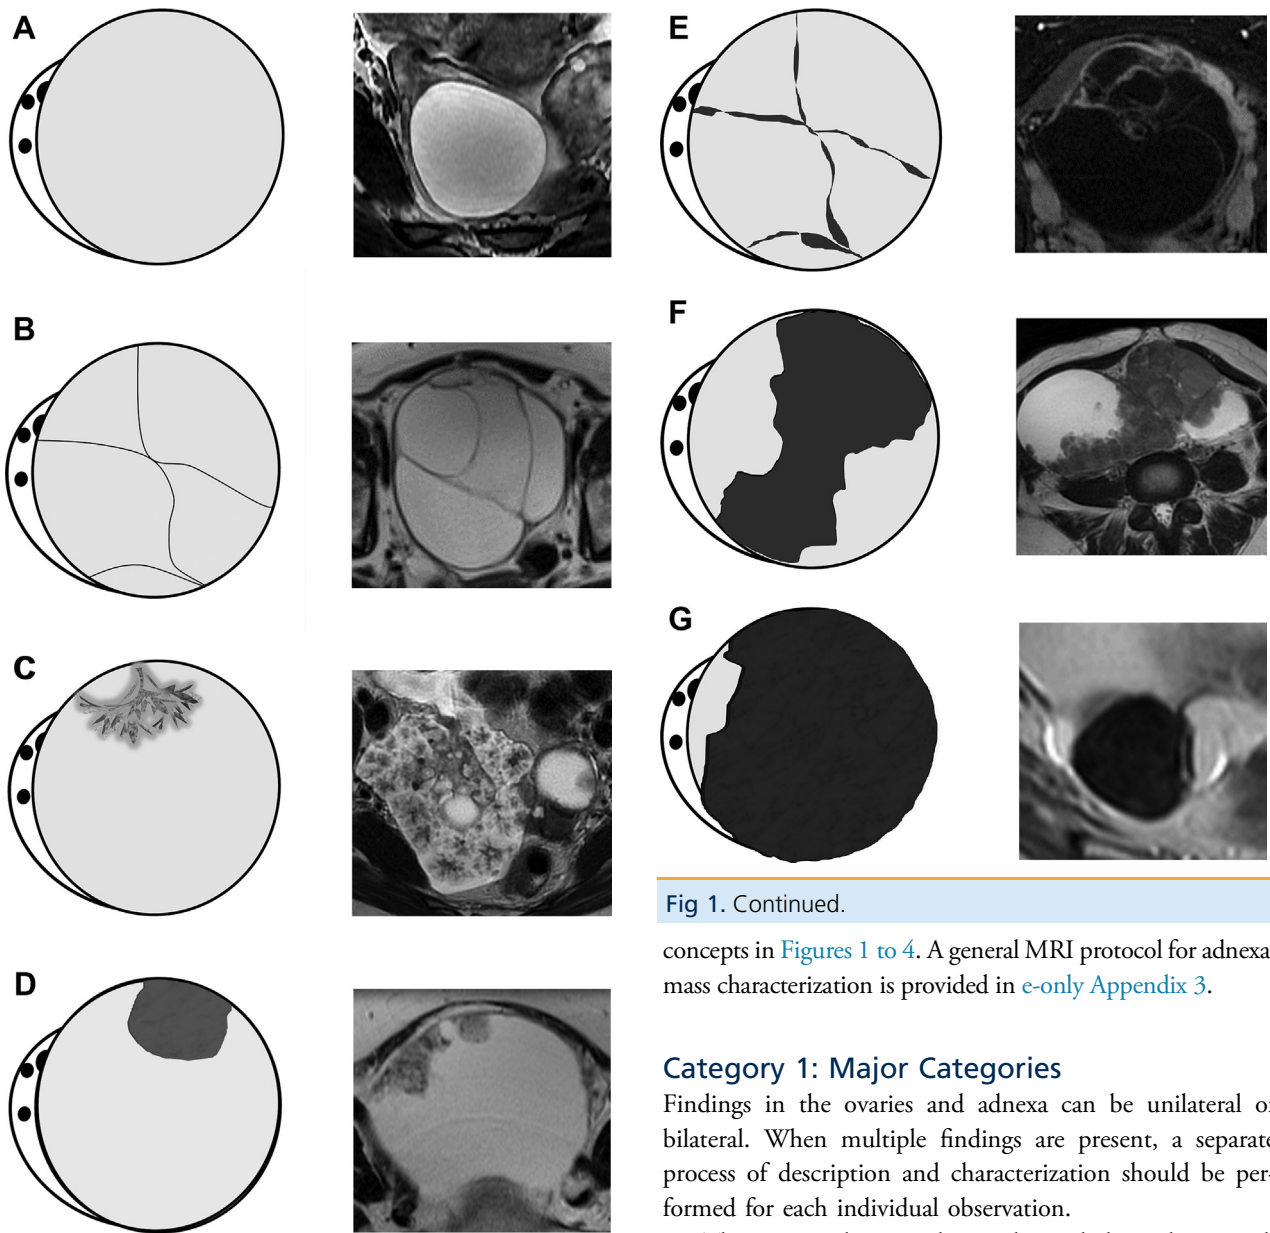 A
B
C
D
E
F
G
Fig 1. Continued.
concepts in Figures 1 to 4. A general MRI protocol for adnexa
mass characterization is provided in e-only Appendix 3.
Category 1: Major Categories
Findings in the ovaries and adnexa can be unilateral or
bilateral. When multiple findings are present, a separate
process of description and characterization should be per-
formed for each individual observation.